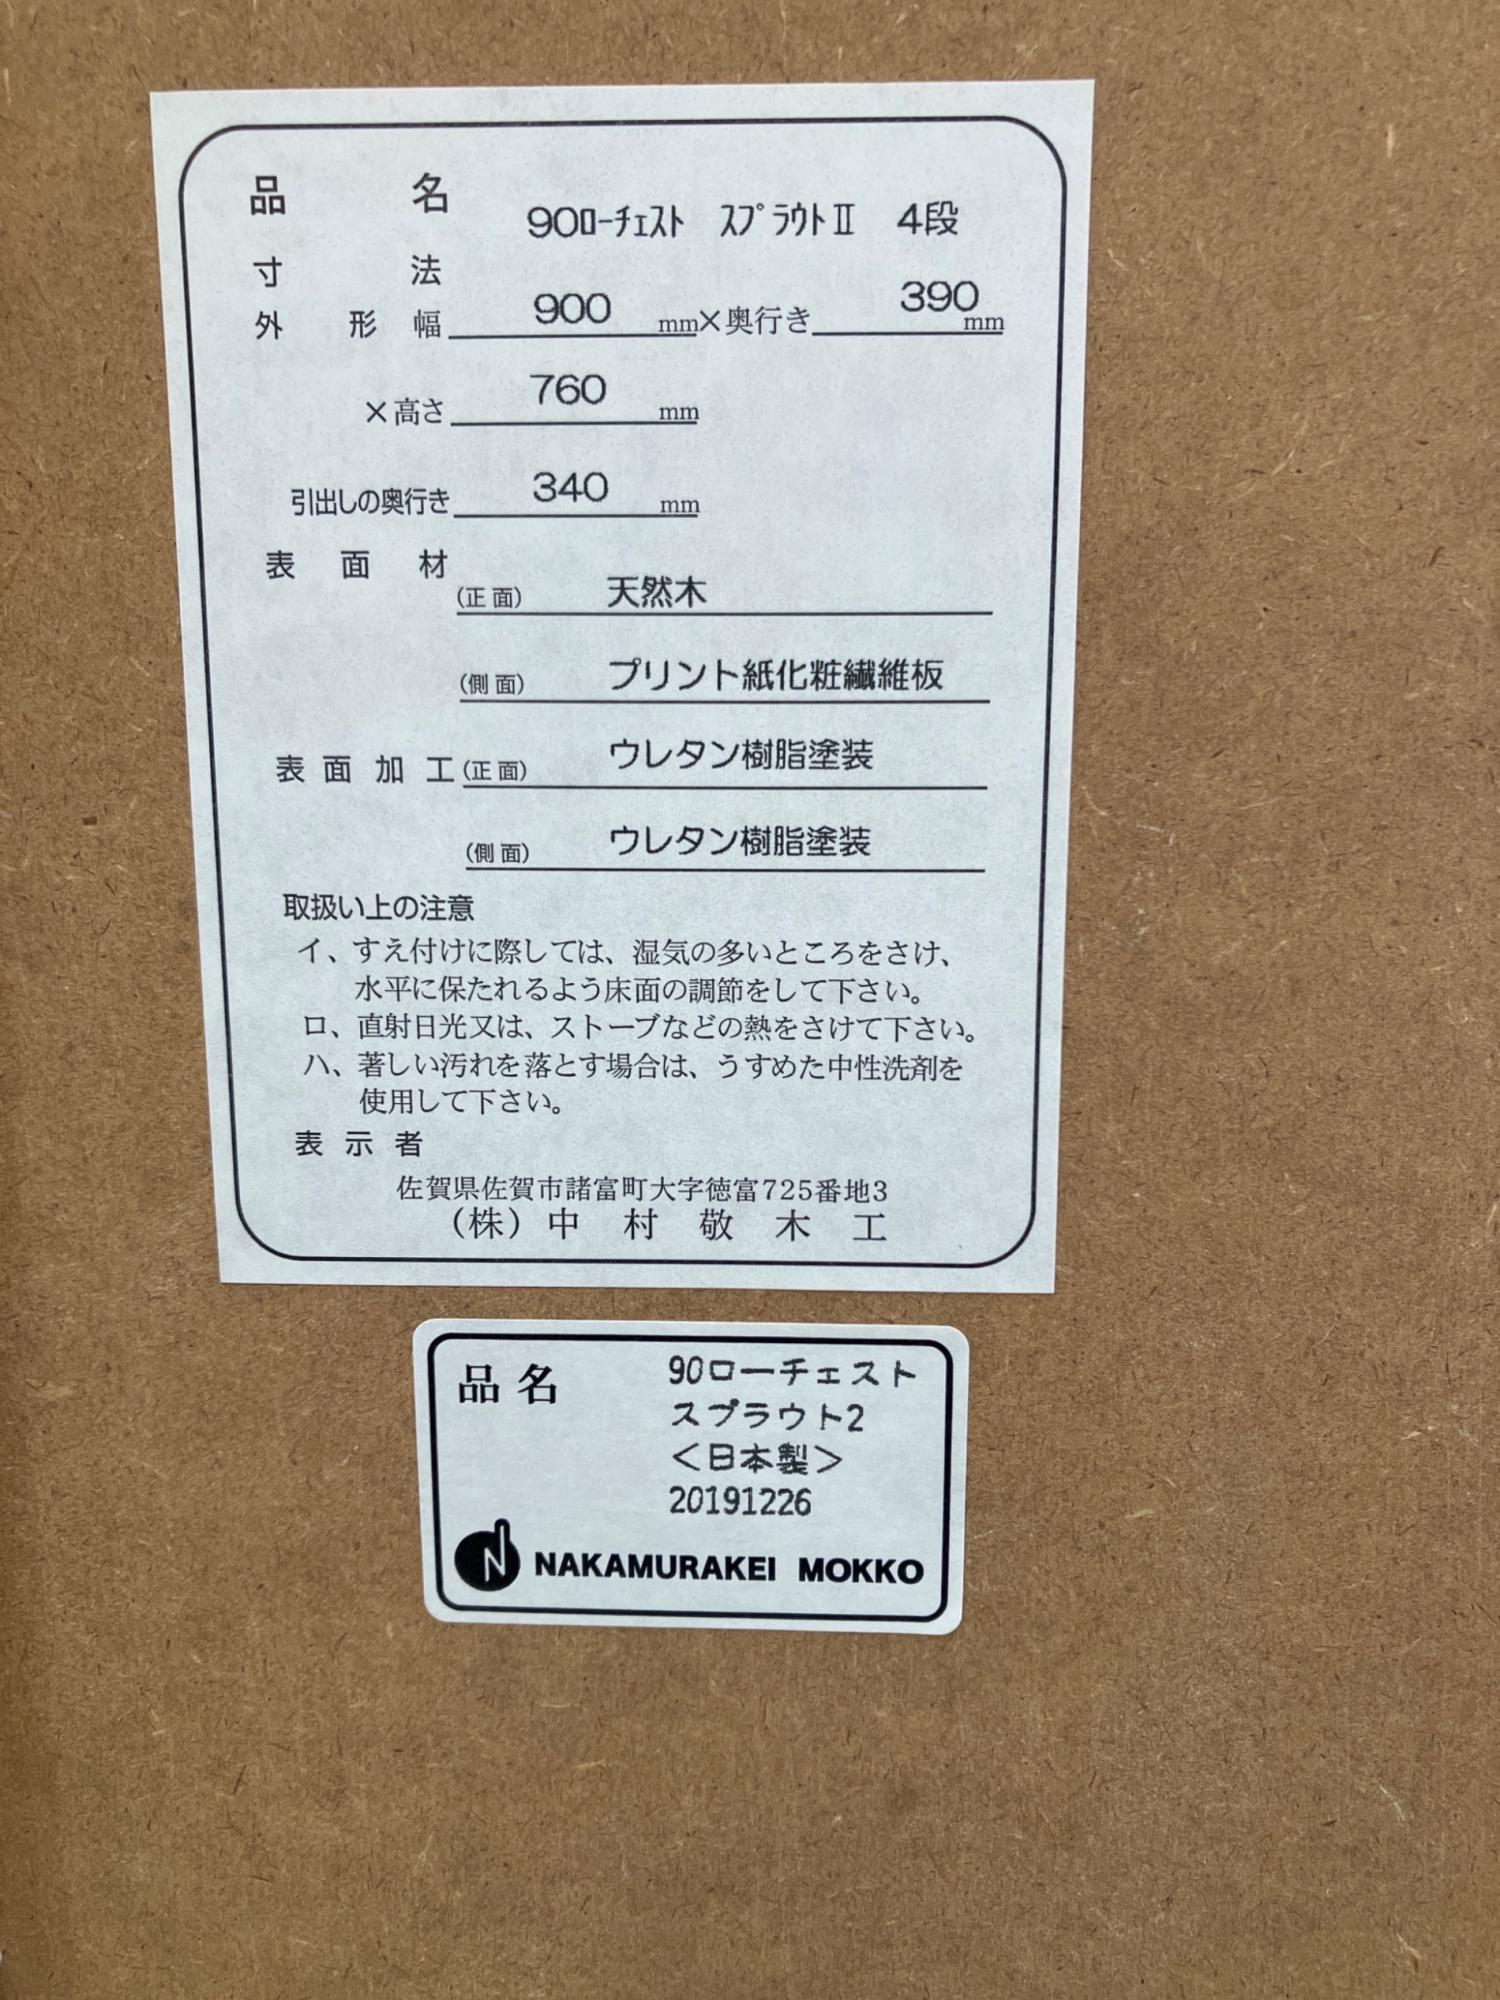 品名 90ﾛｰﾁｪｽﾄ ｽﾌﾟﾗｳﾄⅡ 4段
寸法
外形 幅 900 mm×奥行き 390 mm
×高さ 760 mm
引出しの奥行き 340 mm
表面材
(正面) 天然木
(側面) プリント紙化粧繊維板
表面加工(正面) ウレタン樹脂塗装
(側面) ウレタン樹脂塗装
取扱い上の注意
イ、すえ付けに際しては、湿気の多いところをさけ、
水平に保たれるよう床面の調節をして下さい。
ロ、直射日光又は、ストーブなどの熱をさけて下さい。
ハ、著しい汚れを落とす場合は、うすめた中性洗剤を
使用して下さい。
表示者
佐賀県佐賀市諸富町大字徳富725番地3
(株)中村敬木工
品名 90ローチェスト
スプラウト2
<日本製>
20191226
N NAKAMURAKEI MOKKO